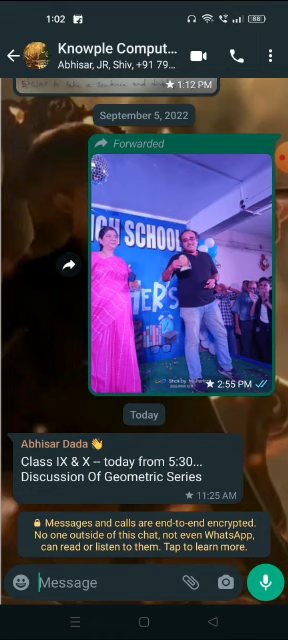 1:02
88
Knowple Comput...
Abhisar, JR, Shiv, +91 79...
1:12 PM
September 5, 2022
Forwarded
IGH SCHOOL
HER'S
2:55 PM
Today
Abhisar Dada 👋
Class IX & X -- today from 5:30...
Discussion Of Geometric Series
11:25 AM
Messages and calls are end-to-end encrypted.
No one outside of this chat, not even WhatsApp,
can read or listen to them. Tap to learn more.
Message